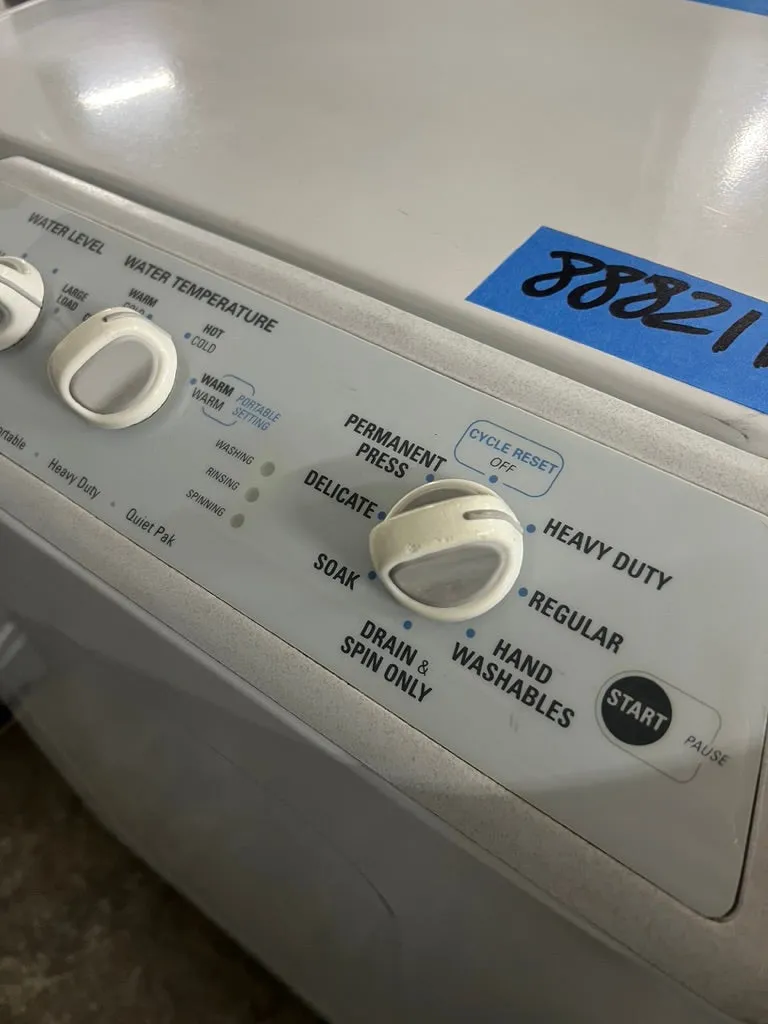 WATER LEVEL
LARGE
LOAD
WATER TEMPERATURE
WARM
HOT
COLD
WARM
WARM
PORTABLE
SETTING
WASHING
RINSING
SPINNING
Heavy Duty
Quiet Pak
PERMANENT
PRESS
DELICATE
SOAK
DRAIN &
SPIN ONLY
CYCLE RESET
OFF
HEAVY DUTY
REGULAR
HAND
WASHABLES
START
PAUSE
88821